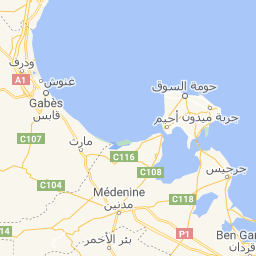 ودرف
A1
غنوش
Gabès
قابس
حومة السوق
جربة ميدون
أجيم
C107
مارث
C116
C108
جرجيس
C104
Médenine
مدنين
C118
بئر الأحمر
P1
Ben Gar
قردان